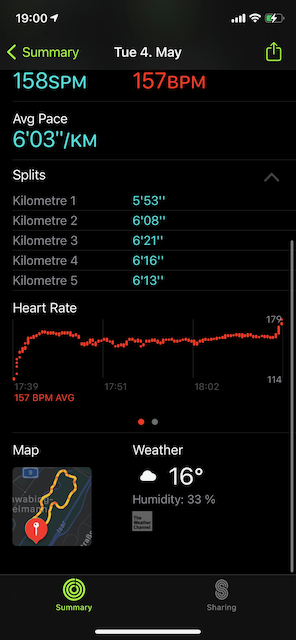 19:00
Summary
Tue 4. May
158SPM
157BPM
Avg Pace
6'03"/KM
Splits
Kilometre 1
5'53''
Kilometre 2
6'08''
Kilometre 3
6'21''
Kilometre 4
6'16''
Kilometre 5
6'13''
Heart Rate
179
114
17:39
17:51
18:02
157 BPM AVG
Map
Weather
16°
Humidity: 33 %
The
Weather
Channel
Summary
Sharing